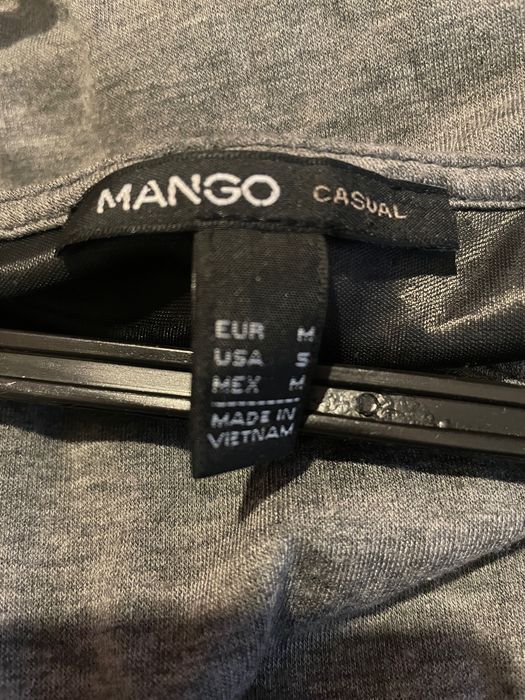 MANGO CASUAL
EUR M
USA S
MEX M
MADE IN
VIETNAM